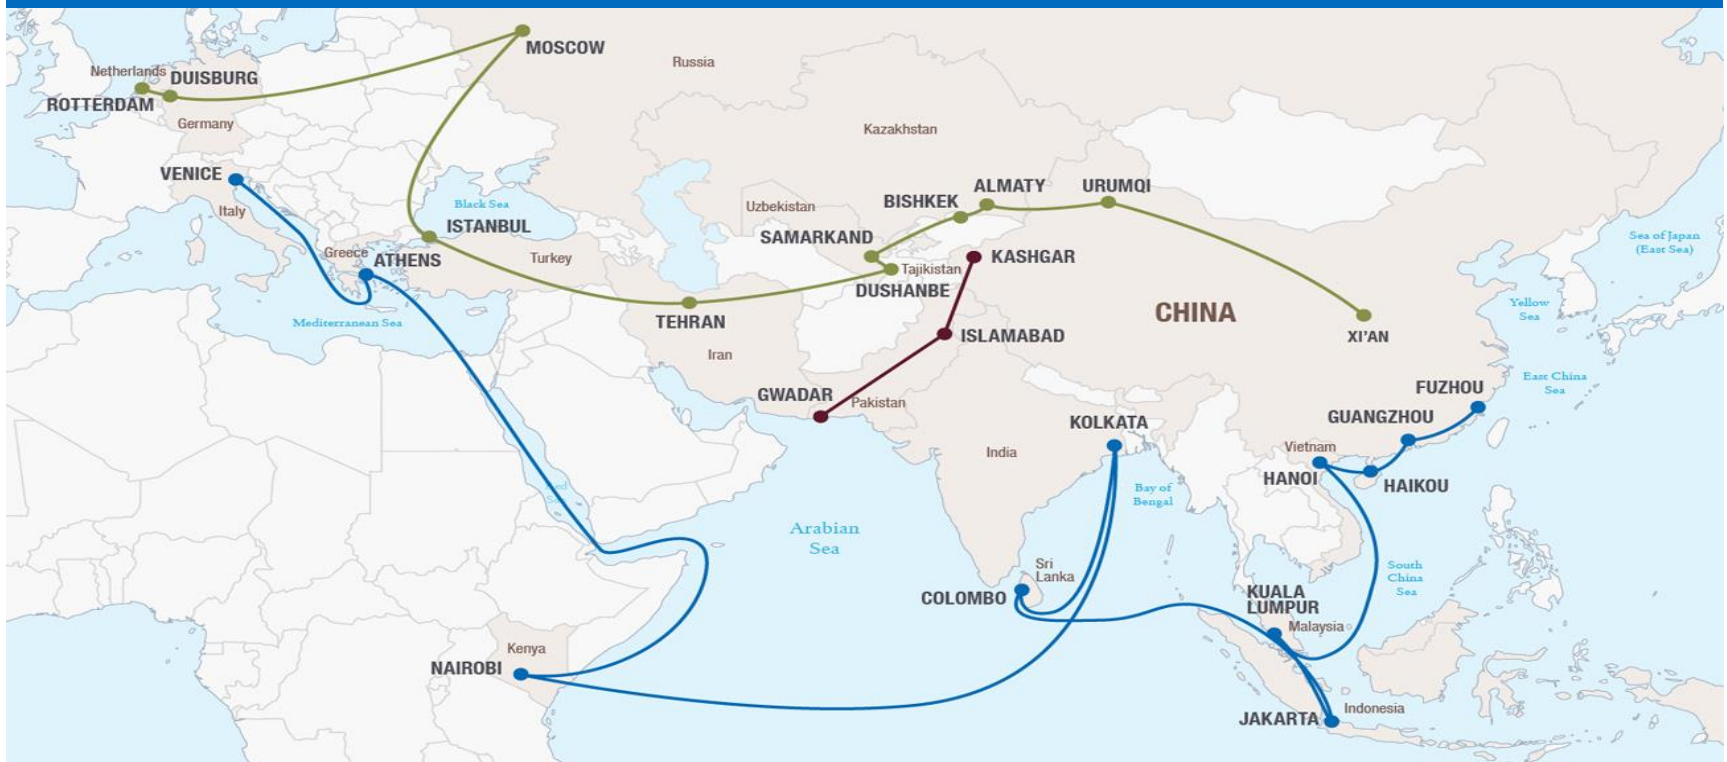 MOSCOW
Russia
Netherlands
DUISBURG
ROTTERDAM
Germany
Kazakhstan
VENICE
ALMATY
URUMQI
BISHKEK
Black Sea
Uzbekistan
Italy
ISTANBUL
SAMARKAND
Sea of Japan
(East Sea)
Greece
ATHENS
Turkey
Tajikistan
KASHGAR
DUSHANBE
Mediterranean Sea
TEHRAN
CHINA
Yellow
Sea
ISLAMABAD
XI'AN
Iran
East China
Sea
FUZHOU
GWADAR
Pakistan
GUANGZHOU
KOLKATA
India
Vietnam
HANOI
HAIKOU
Bay of
Bengal
Red
Sea
Arabian
Sea
Sri
Lanka
South
China
Sea
COLOMBO
KUALA
LUMPUR
Malaysia
Kenya
NAIROBI
Indonesia
JAKARTA